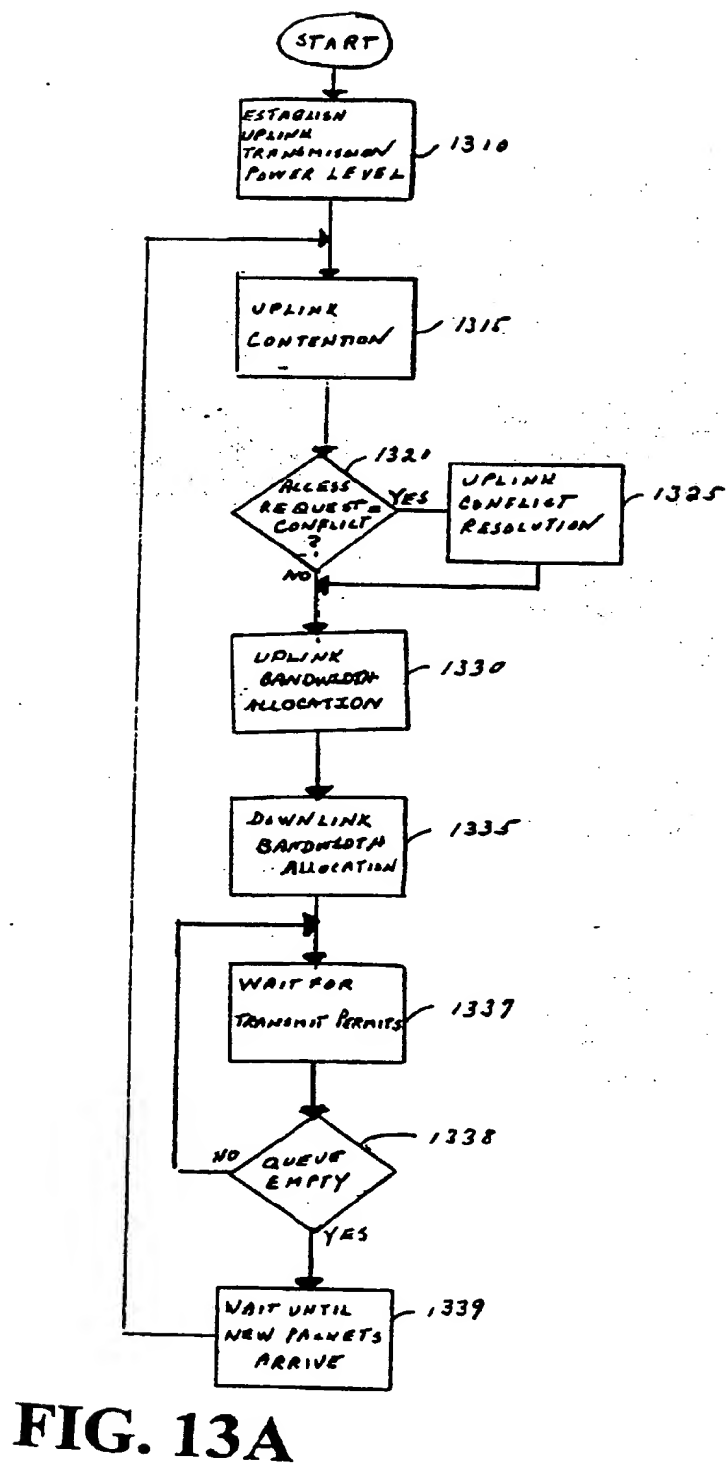 START
ESTABLISH
UPLINK
TRANSMISSION
POWER LEVEL
1310
UPLINK
CONTENTION
1315
1320
ACCESS
REQUEST=
CONFLICT
?
YES
UPLINK
CONFLICT
RESOLUTION
1325
NO
UPLINK
BANDWIDTH
ALLOCATION
1330
DOWNLINK
BANDWIDTH
ALLOCATION
1335
WAIT FOR
TRANSMIT PERMITS
1337
1338
NO
QUEUE
EMPTY
YES
WAIT UNTIL
NEW PACKETS
ARRIVE
1339
FIG. 13A